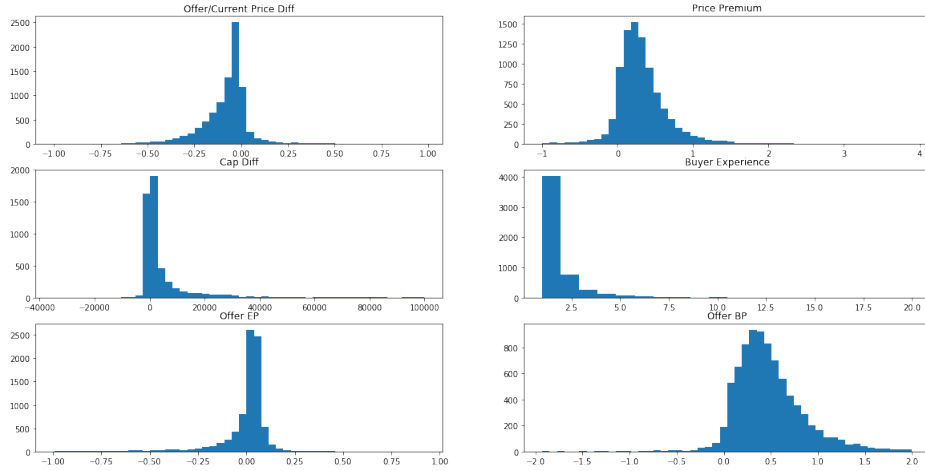 Offer/Current Price Diff
2500
2000
1500
1000
500
0
−1.00 −0.75 −0.50 −0.25 0.00 0.25 0.50 0.75 1.00
Price Premium
1500
1250
1000
750
500
250
0
−1 0 1 2 3 4
Cap Diff
2000
1500
1000
500
0
−40000 −20000 0 20000 40000 60000 80000 100000
Buyer Experience
4000
3000
2000
1000
0
2.5 5.0 7.5 10.0 12.5 15.0 17.5 20.0
Offer EP
2500
2000
1500
1000
500
0
−1.00 −0.75 −0.50 −0.25 0.00 0.25 0.50 0.75 1.00
Offer BP
800
600
400
200
0
−2.0 −1.5 −1.0 −0.5 0.0 0.5 1.0 1.5 2.0